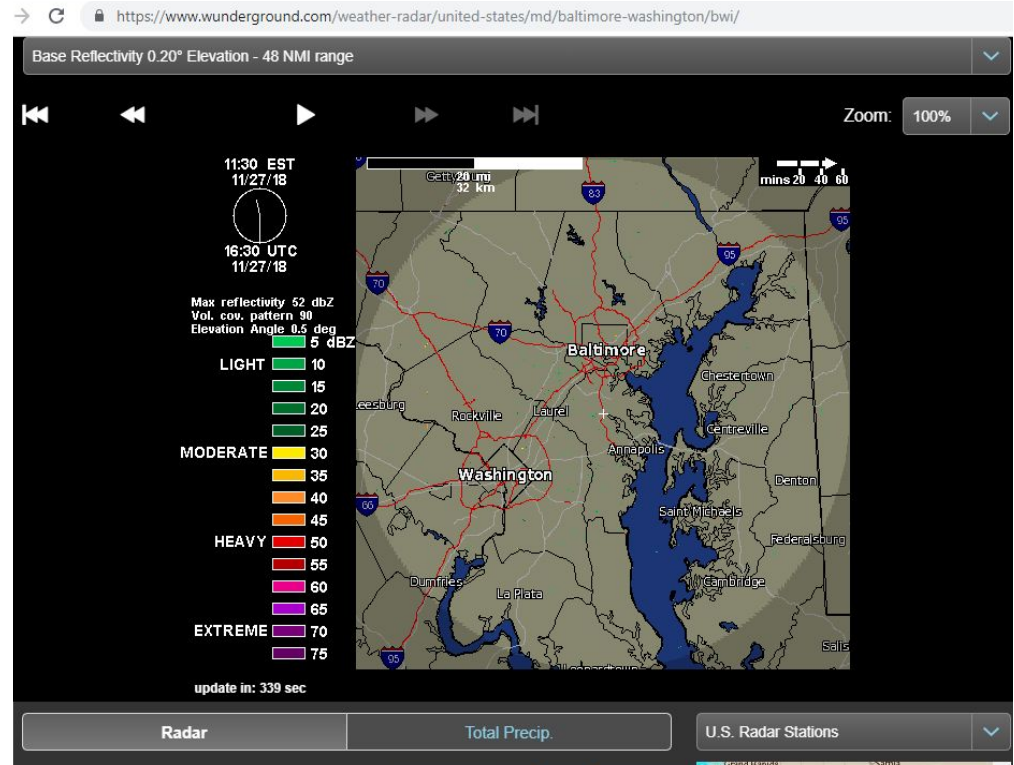 https://www.wunderground.com/weather-radar/united-states/md/baltimore-washington/bwi/
Base Reflectivity 0.20° Elevation - 48 NMI range
Zoom: 100%
11:30 EST
11/27/18
16:30 UTC
11/27/18
Max reflectivity 52 dbZ
Vol. cov. pattern 90
Elevation Angle 0.5 deg
5 dBZ
LIGHT 10
15
20
25
MODERATE 30
35
40
45
HEAVY 50
55
60
65
EXTREME 70
75
update in: 339 sec
20 mi
32 km
mins 20 40 60
83
95
95
70
70
Baltimore
Chestertown
Rockville
Laurel
Centreville
Annapolis
Washington
Denton
66
Saint Michaels
Federalsburg
Dumfries
La Plata
Cambridge
95
Radar
Total Precip.
U.S. Radar Stations